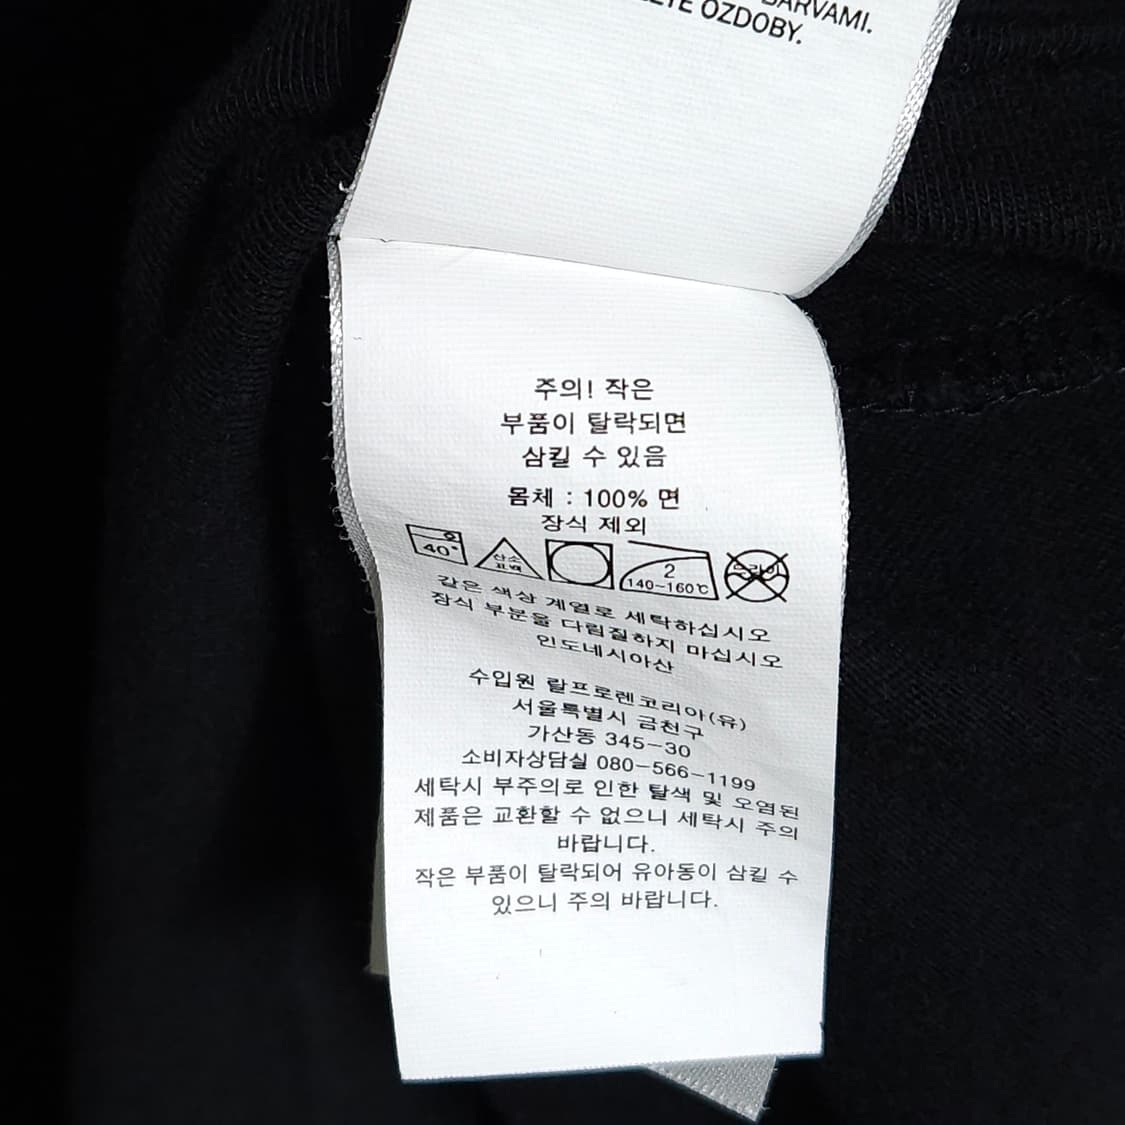 BARVAMI.
OZDOBY.
주의! 작은
부품이 탈락되면
삼킬 수 있음
몸체 : 100% 면
장식 제외
40° 산소 표백 2 140~160℃ 드라이
같은 색상 계열로 세탁하십시오
장식 부분을 다림질하지 마십시오
인도네시아산
수입원 랄프로렌코리아(유)
서울특별시 금천구
가산동 345-30
소비자상담실 080-566-1199
세탁시 부주의로 인한 탈색 및 오염된
제품은 교환할 수 없으니 세탁시 주의
바랍니다.
작은 부품이 탈락되어 유아동이 삼킬 수
있으니 주의 바랍니다.